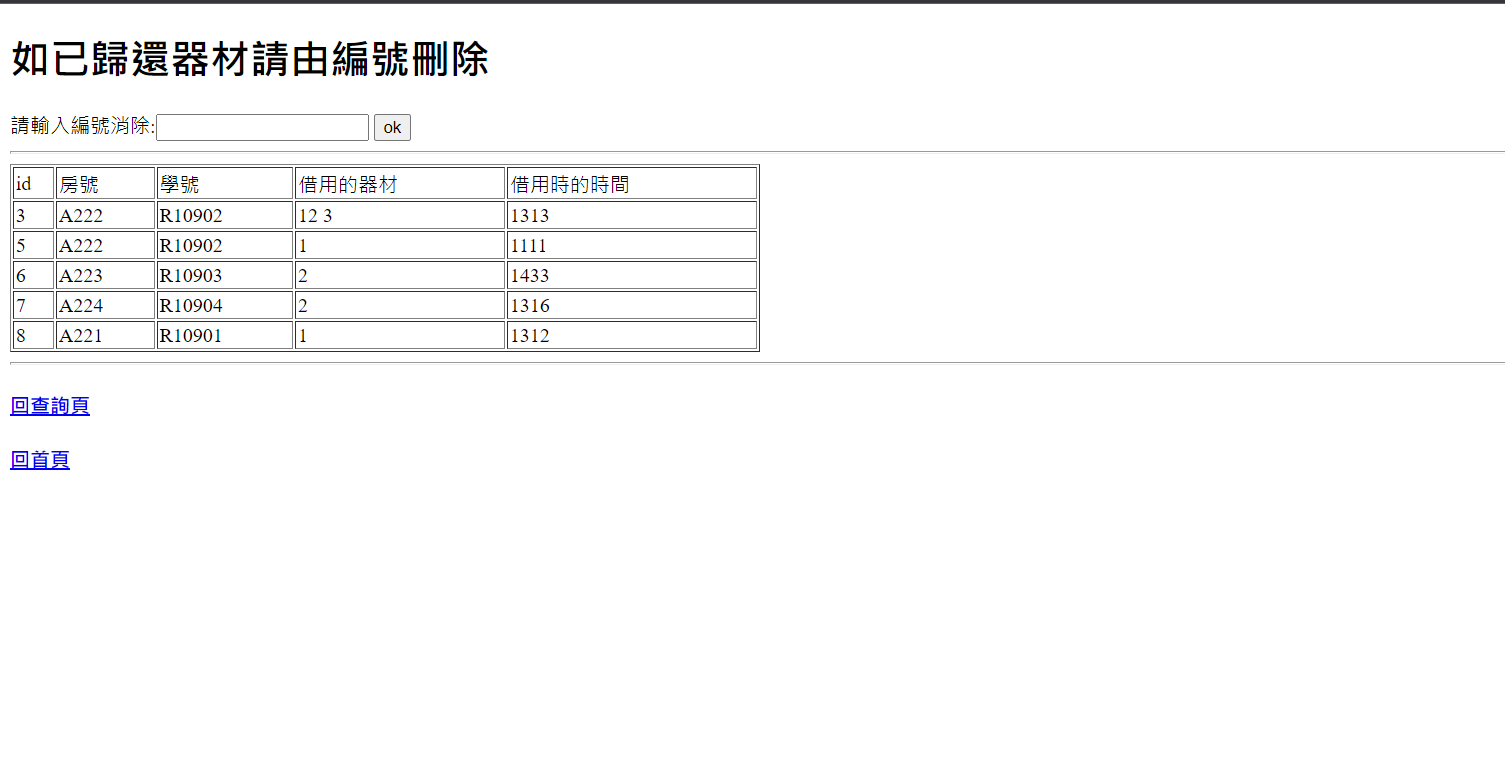 如已歸還器材請由編號刪除
請輸入編號消除: ok
id 房號 學號 借用的器材 借用時的時間
3 A222 R10902 12 3 1313
5 A222 R10902 1 1111
6 A223 R10903 2 1433
7 A224 R10904 2 1316
8 A221 R10901 1 1312
回查詢頁
回首頁